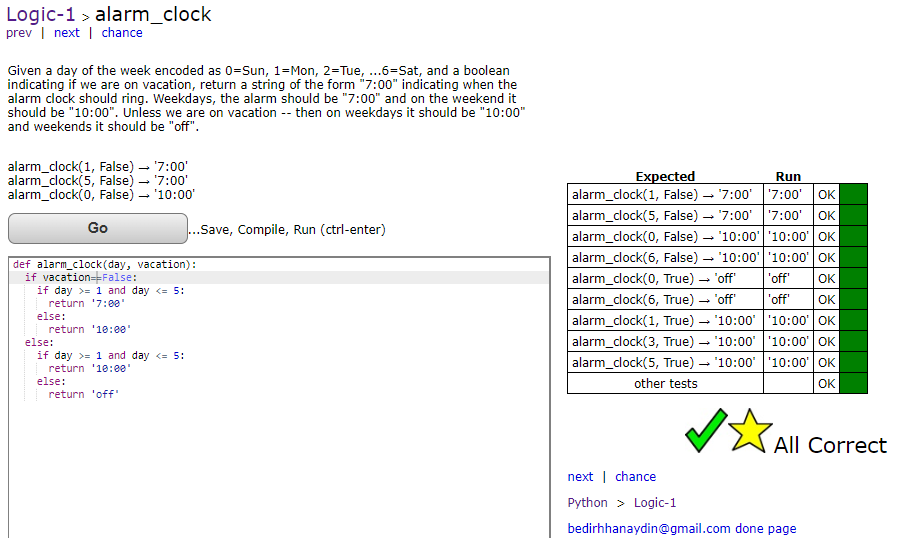 Logic-1 > alarm_clock
prev | next | chance
Given a day of the week encoded as 0=Sun, 1=Mon, 2=Tue, ...6=Sat, and a boolean
indicating if we are on vacation, return a string of the form "7:00" indicating when the
alarm clock should ring. Weekdays, the alarm should be "7:00" and on the weekend it
should be "10:00". Unless we are on vacation -- then on weekdays it should be "10:00"
and weekends it should be "off".
alarm_clock(1, False) → '7:00'
alarm_clock(5, False) → '7:00'
alarm_clock(0, False) → '10:00'
Go ...Save, Compile, Run (ctrl-enter)
def alarm_clock(day, vacation):
if vacation==False:
if day >= 1 and day <= 5:
return '7:00'
else:
return '10:00'
else:
if day >= 1 and day <= 5:
return '10:00'
else:
return 'off'
Expected Run
alarm_clock(1, False) → '7:00' '7:00' OK
alarm_clock(5, False) → '7:00' '7:00' OK
alarm_clock(0, False) → '10:00' '10:00' OK
alarm_clock(6, False) → '10:00' '10:00' OK
alarm_clock(0, True) → 'off' 'off' OK
alarm_clock(6, True) → 'off' 'off' OK
alarm_clock(1, True) → '10:00' '10:00' OK
alarm_clock(3, True) → '10:00' '10:00' OK
alarm_clock(5, True) → '10:00' '10:00' OK
other tests OK
All Correct
next | chance
Python > Logic-1
bedirhhanaydin@gmail.com done page